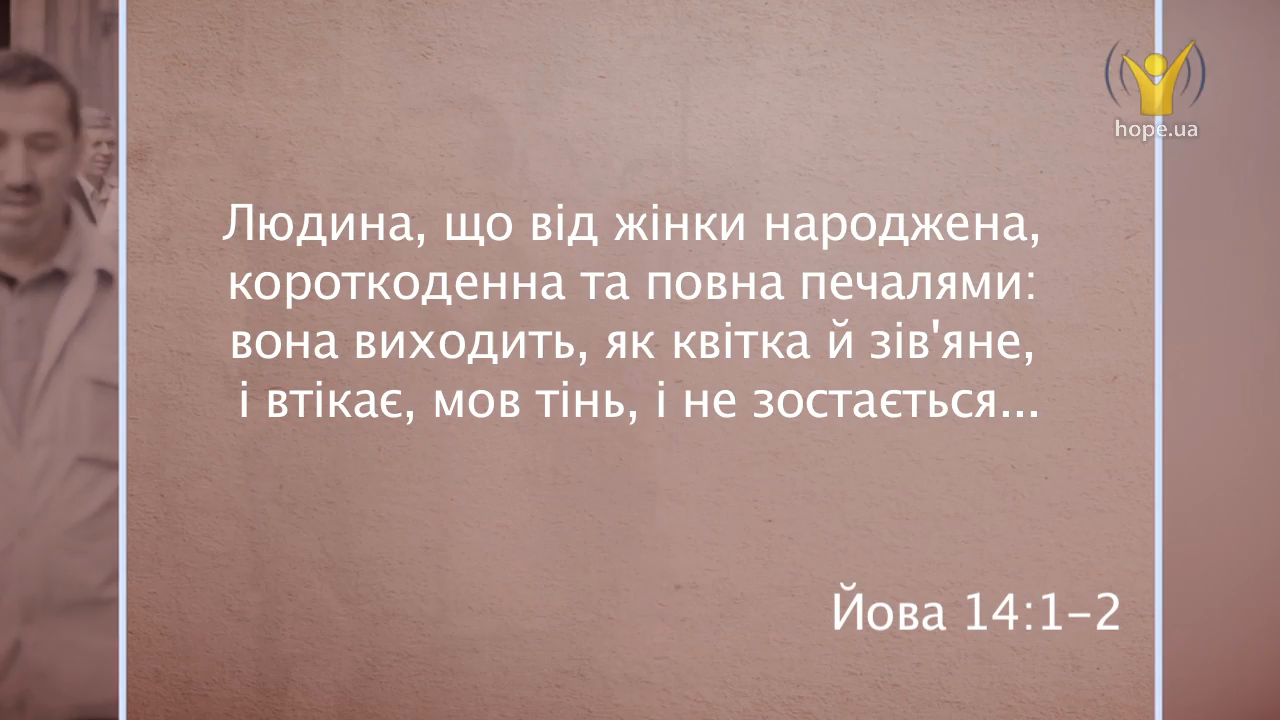 hope.ua
Людина, що від жінки народжена,
короткоденна та повна печалями:
вона виходить, як квітка й зів'яне,
і втікає, мов тінь, і не зостається...
Йова 14:1-2